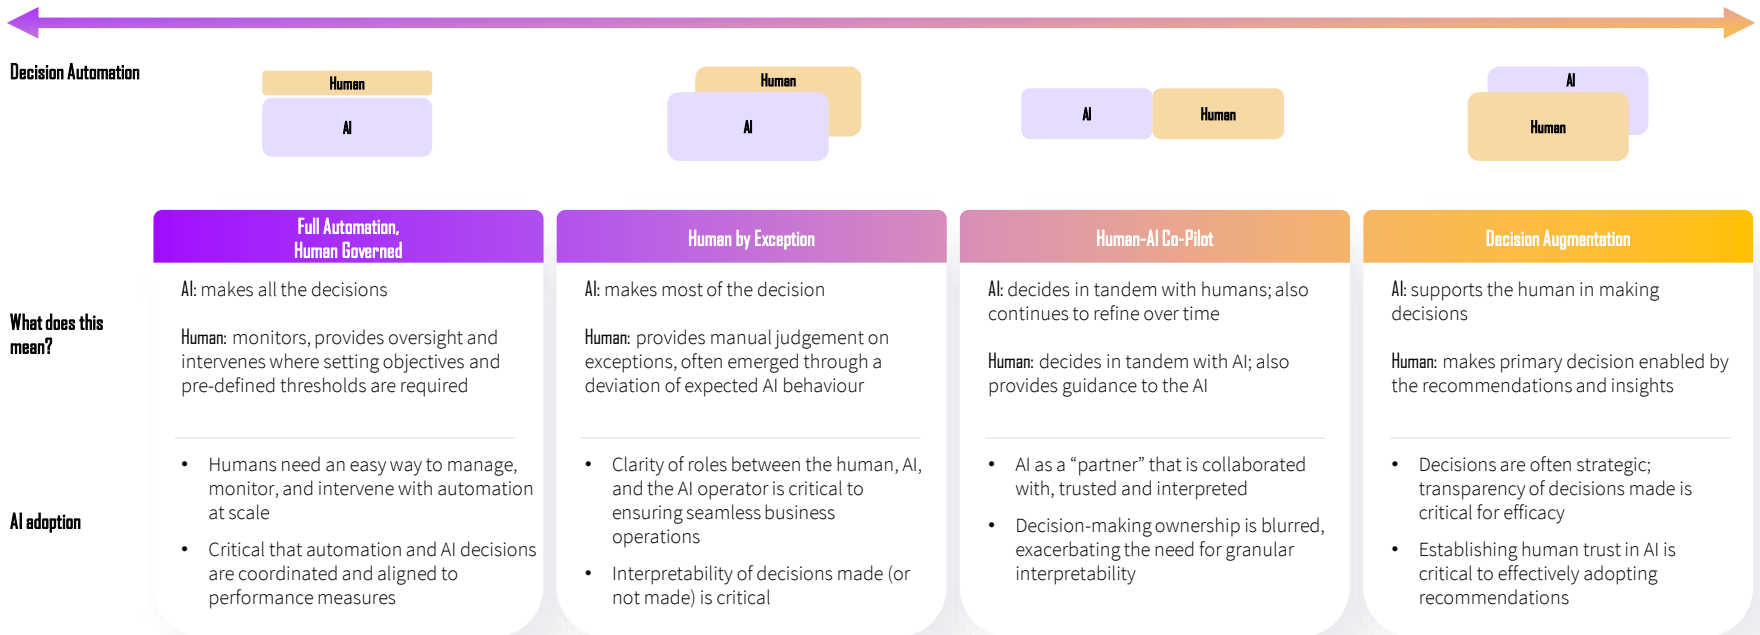 Decision Automation
Human
AI
Human
AI
AI
Human
AI
Human
Full Automation,
Human Governed
Human by Exception
Human-AI Co-Pilot
Decision Augmentation
What does this
mean?
AI: makes all the decisions
Human: monitors, provides oversight and
intervenes where setting objectives and
pre-defined thresholds are required
AI: makes most of the decision
Human: provides manual judgement on
exceptions, often emerged through a
deviation of expected AI behaviour
AI: decides in tandem with humans; also
continues to refine over time
Human: decides in tandem with AI; also
provides guidance to the AI
AI: supports the human in making
decisions
Human: makes primary decision enabled by
the recommendations and insights
AI adoption
• Humans need an easy way to manage,
monitor, and intervene with automation
at scale
• Critical that automation and AI decisions
are coordinated and aligned to
performance measures
• Clarity of roles between the human, AI,
and the AI operator is critical to
ensuring seamless business
operations
• Interpretability of decisions made (or
not made) is critical
• AI as a “partner” that is collaborated
with, trusted and interpreted
• Decision-making ownership is blurred,
exacerbating the need for granular
interpretability
• Decisions are often strategic;
transparency of decisions made is
critical for efficacy
• Establishing human trust in AI is
critical to effectively adopting
recommendations